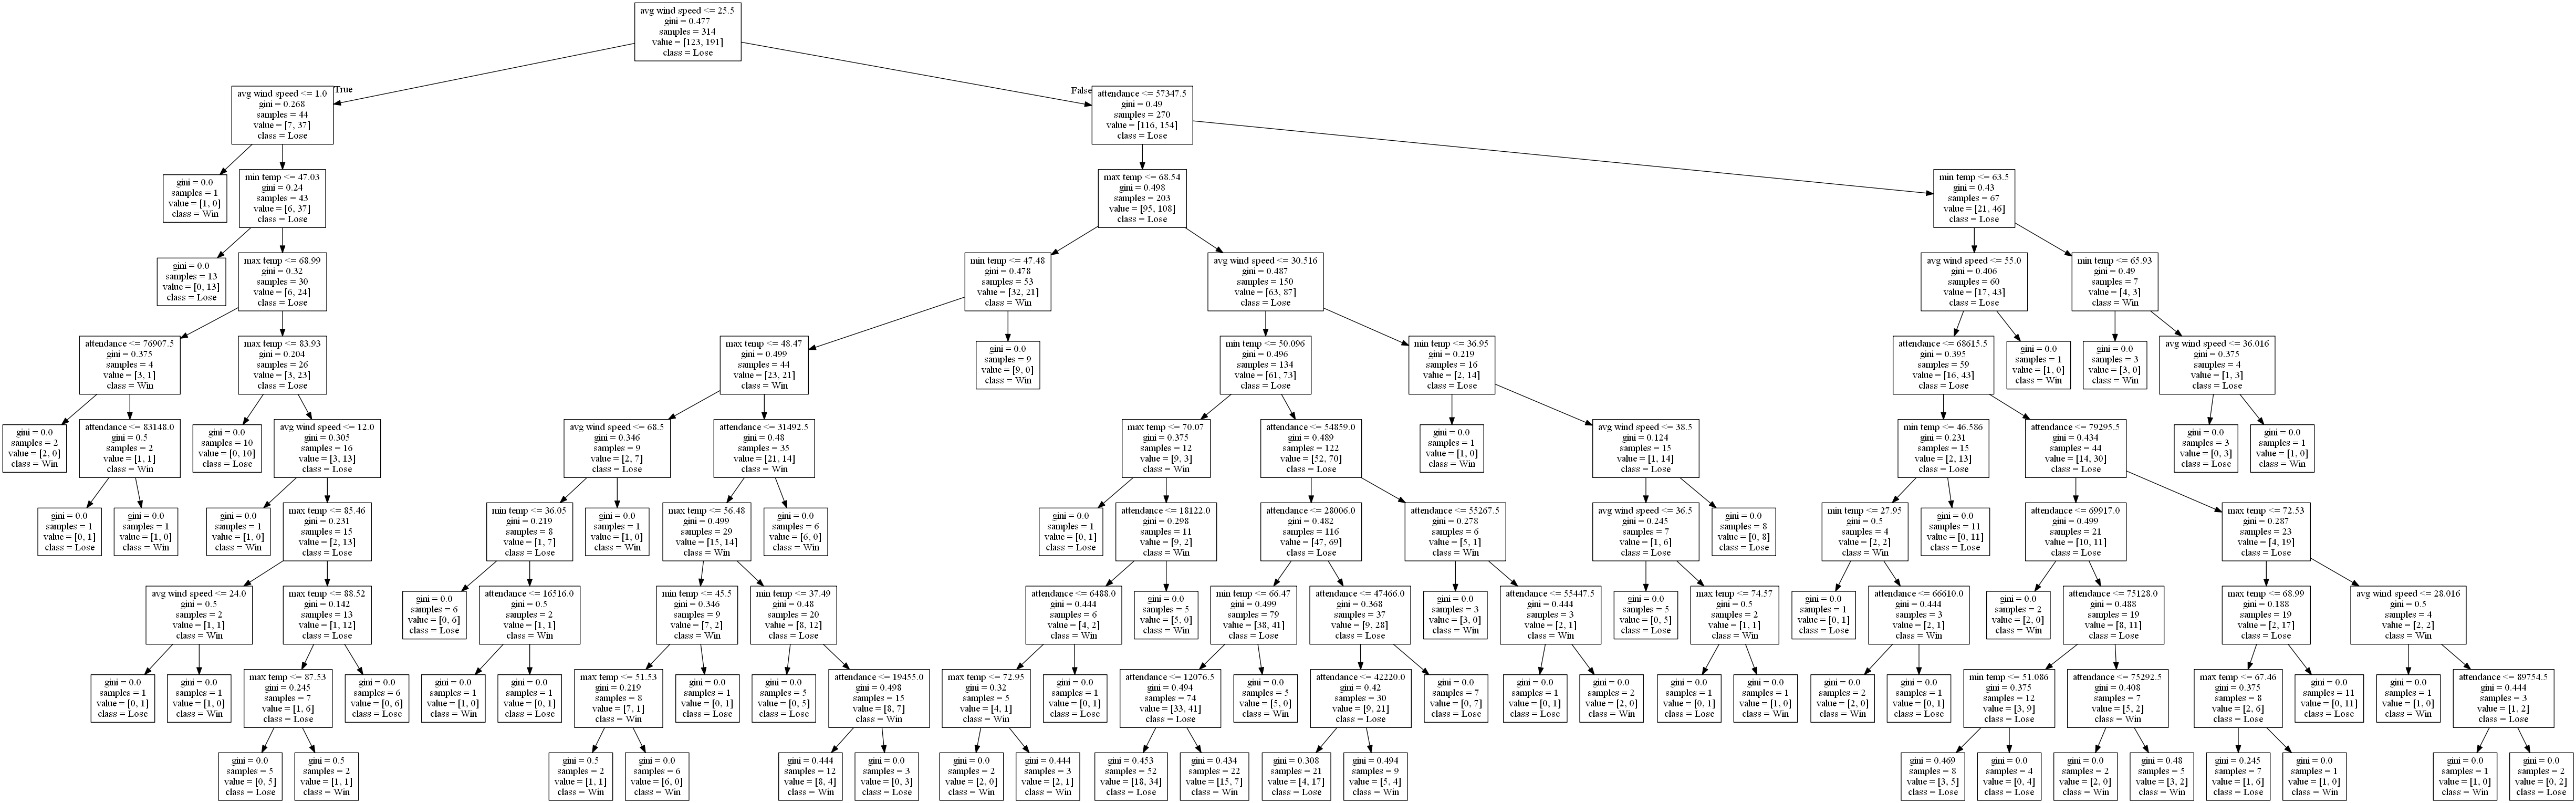 avg wind speed <= 25.5
gini = 0.477
samples = 314
value = [123, 191]
class = Lose
True
False
avg wind speed <= 1.0
gini = 0.268
samples = 44
value = [7, 37]
class = Lose
attendance <= 57347.5
gini = 0.49
samples = 270
value = [116, 154]
class = Lose
gini = 0.0
samples = 1
value = [1, 0]
class = Win
min temp <= 47.03
gini = 0.24
samples = 43
value = [6, 37]
class = Lose
max temp <= 68.54
gini = 0.498
samples = 203
value = [95, 108]
class = Lose
min temp <= 63.5
gini = 0.43
samples = 67
value = [21, 46]
class = Lose
gini = 0.0
samples = 13
value = [0, 13]
class = Lose
max temp <= 68.99
gini = 0.32
samples = 30
value = [6, 24]
class = Lose
min temp <= 47.48
gini = 0.478
samples = 53
value = [32, 21]
class = Win
avg wind speed <= 30.516
gini = 0.487
samples = 150
value = [63, 87]
class = Lose
avg wind speed <= 55.0
gini = 0.406
samples = 60
value = [17, 43]
class = Lose
min temp <= 65.93
gini = 0.49
samples = 7
value = [4, 3]
class = Win
attendance <= 76907.5
gini = 0.375
samples = 4
value = [3, 1]
class = Win
max temp <= 83.93
gini = 0.204
samples = 26
value = [3, 23]
class = Lose
max temp <= 48.47
gini = 0.499
samples = 44
value = [23, 21]
class = Win
gini = 0.0
samples = 9
value = [9, 0]
class = Win
min temp <= 50.096
gini = 0.496
samples = 134
value = [61, 73]
class = Lose
min temp <= 36.95
gini = 0.219
samples = 16
value = [2, 14]
class = Lose
attendance <= 68615.5
gini = 0.395
samples = 59
value = [16, 43]
class = Lose
gini = 0.0
samples = 1
value = [1, 0]
class = Win
gini = 0.0
samples = 3
value = [3, 0]
class = Win
avg wind speed <= 36.016
gini = 0.375
samples = 4
value = [1, 3]
class = Lose
gini = 0.0
samples = 2
value = [2, 0]
class = Win
attendance <= 83148.0
gini = 0.5
samples = 2
value = [1, 1]
class = Win
gini = 0.0
samples = 10
value = [0, 10]
class = Lose
avg wind speed <= 12.0
gini = 0.305
samples = 16
value = [3, 13]
class = Lose
avg wind speed <= 68.5
gini = 0.346
samples = 9
value = [2, 7]
class = Lose
attendance <= 31492.5
gini = 0.48
samples = 35
value = [21, 14]
class = Win
max temp <= 70.07
gini = 0.375
samples = 12
value = [9, 3]
class = Win
attendance <= 54859.0
gini = 0.489
samples = 122
value = [52, 70]
class = Lose
gini = 0.0
samples = 1
value = [1, 0]
class = Win
avg wind speed <= 38.5
gini = 0.124
samples = 15
value = [1, 14]
class = Lose
min temp <= 46.586
gini = 0.231
samples = 15
value = [2, 13]
class = Lose
attendance <= 79295.5
gini = 0.434
samples = 44
value = [14, 30]
class = Lose
gini = 0.0
samples = 3
value = [0, 3]
class = Lose
gini = 0.0
samples = 1
value = [1, 0]
class = Win
gini = 0.0
samples = 1
value = [0, 1]
class = Lose
gini = 0.0
samples = 1
value = [1, 0]
class = Win
gini = 0.0
samples = 1
value = [1, 0]
class = Win
max temp <= 85.46
gini = 0.231
samples = 15
value = [2, 13]
class = Lose
min temp <= 36.05
gini = 0.219
samples = 8
value = [1, 7]
class = Lose
gini = 0.0
samples = 1
value = [1, 0]
class = Win
max temp <= 56.48
gini = 0.499
samples = 29
value = [15, 14]
class = Win
gini = 0.0
samples = 6
value = [6, 0]
class = Win
gini = 0.0
samples = 1
value = [0, 1]
class = Lose
attendance <= 18122.0
gini = 0.298
samples = 11
value = [9, 2]
class = Win
attendance <= 28006.0
gini = 0.482
samples = 116
value = [47, 69]
class = Lose
attendance <= 55267.5
gini = 0.278
samples = 6
value = [5, 1]
class = Win
avg wind speed <= 36.5
gini = 0.245
samples = 7
value = [1, 6]
class = Lose
gini = 0.0
samples = 8
value = [0, 8]
class = Lose
min temp <= 27.95
gini = 0.5
samples = 4
value = [2, 2]
class = Win
gini = 0.0
samples = 11
value = [0, 11]
class = Lose
attendance <= 69917.0
gini = 0.499
samples = 21
value = [10, 11]
class = Lose
max temp <= 72.53
gini = 0.287
samples = 23
value = [4, 19]
class = Lose
avg wind speed <= 24.0
gini = 0.5
samples = 2
value = [1, 1]
class = Win
max temp <= 88.52
gini = 0.142
samples = 13
value = [1, 12]
class = Lose
gini = 0.0
samples = 6
value = [0, 6]
class = Lose
attendance <= 16516.0
gini = 0.5
samples = 2
value = [1, 1]
class = Win
min temp <= 45.5
gini = 0.346
samples = 9
value = [7, 2]
class = Win
min temp <= 37.49
gini = 0.48
samples = 20
value = [8, 12]
class = Lose
attendance <= 6488.0
gini = 0.444
samples = 6
value = [4, 2]
class = Win
gini = 0.0
samples = 5
value = [5, 0]
class = Win
min temp <= 66.47
gini = 0.499
samples = 79
value = [38, 41]
class = Lose
attendance <= 47466.0
gini = 0.368
samples = 37
value = [9, 28]
class = Lose
gini = 0.0
samples = 3
value = [3, 0]
class = Win
attendance <= 55447.5
gini = 0.444
samples = 3
value = [2, 1]
class = Win
gini = 0.0
samples = 5
value = [0, 5]
class = Lose
max temp <= 74.57
gini = 0.5
samples = 2
value = [1, 1]
class = Win
gini = 0.0
samples = 1
value = [0, 1]
class = Lose
attendance <= 66610.0
gini = 0.444
samples = 3
value = [2, 1]
class = Win
gini = 0.0
samples = 2
value = [2, 0]
class = Win
attendance <= 75128.0
gini = 0.488
samples = 19
value = [8, 11]
class = Lose
max temp <= 68.99
gini = 0.188
samples = 19
value = [2, 17]
class = Lose
avg wind speed <= 28.016
gini = 0.5
samples = 4
value = [2, 2]
class = Win
gini = 0.0
samples = 1
value = [0, 1]
class = Lose
gini = 0.0
samples = 1
value = [1, 0]
class = Win
max temp <= 87.53
gini = 0.245
samples = 7
value = [1, 6]
class = Lose
gini = 0.0
samples = 6
value = [0, 6]
class = Lose
gini = 0.0
samples = 1
value = [1, 0]
class = Win
gini = 0.0
samples = 1
value = [0, 1]
class = Lose
max temp <= 51.53
gini = 0.219
samples = 8
value = [7, 1]
class = Win
gini = 0.0
samples = 1
value = [0, 1]
class = Lose
gini = 0.0
samples = 5
value = [0, 5]
class = Lose
attendance <= 19455.0
gini = 0.498
samples = 15
value = [8, 7]
class = Win
max temp <= 72.95
gini = 0.32
samples = 5
value = [4, 1]
class = Win
gini = 0.0
samples = 1
value = [0, 1]
class = Lose
attendance <= 12076.5
gini = 0.494
samples = 74
value = [33, 41]
class = Lose
gini = 0.0
samples = 5
value = [5, 0]
class = Win
attendance <= 42220.0
gini = 0.42
samples = 30
value = [9, 21]
class = Lose
gini = 0.0
samples = 7
value = [0, 7]
class = Lose
gini = 0.0
samples = 1
value = [0, 1]
class = Lose
gini = 0.0
samples = 2
value = [2, 0]
class = Win
gini = 0.0
samples = 1
value = [0, 1]
class = Lose
gini = 0.0
samples = 1
value = [1, 0]
class = Win
gini = 0.0
samples = 2
value = [2, 0]
class = Win
gini = 0.0
samples = 1
value = [0, 1]
class = Lose
min temp <= 51.086
gini = 0.375
samples = 12
value = [3, 9]
class = Lose
attendance <= 75292.5
gini = 0.408
samples = 7
value = [5, 2]
class = Win
max temp <= 67.46
gini = 0.375
samples = 8
value = [2, 6]
class = Lose
gini = 0.0
samples = 11
value = [0, 11]
class = Lose
gini = 0.0
samples = 1
value = [1, 0]
class = Win
attendance <= 89754.5
gini = 0.444
samples = 3
value = [1, 2]
class = Lose
gini = 0.0
samples = 5
value = [0, 5]
class = Lose
gini = 0.5
samples = 2
value = [1, 1]
class = Win
gini = 0.5
samples = 2
value = [1, 1]
class = Win
gini = 0.0
samples = 6
value = [6, 0]
class = Win
gini = 0.444
samples = 12
value = [8, 4]
class = Win
gini = 0.0
samples = 3
value = [0, 3]
class = Lose
gini = 0.0
samples = 2
value = [2, 0]
class = Win
gini = 0.444
samples = 3
value = [2, 1]
class = Win
gini = 0.453
samples = 52
value = [18, 34]
class = Lose
gini = 0.434
samples = 22
value = [15, 7]
class = Win
gini = 0.308
samples = 21
value = [4, 17]
class = Lose
gini = 0.494
samples = 9
value = [5, 4]
class = Win
gini = 0.469
samples = 8
value = [3, 5]
class = Lose
gini = 0.0
samples = 4
value = [0, 4]
class = Lose
gini = 0.0
samples = 2
value = [2, 0]
class = Win
gini = 0.48
samples = 5
value = [3, 2]
class = Win
gini = 0.245
samples = 7
value = [1, 6]
class = Lose
gini = 0.0
samples = 1
value = [1, 0]
class = Win
gini = 0.0
samples = 1
value = [1, 0]
class = Win
gini = 0.0
samples = 2
value = [0, 2]
class = Lose